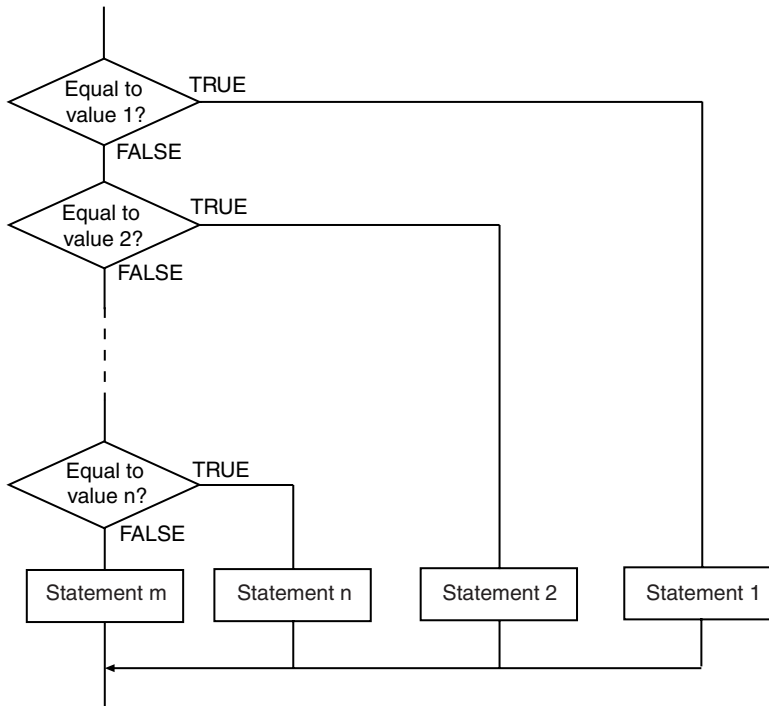 TRUE
Equal to
value 1?
FALSE
TRUE
Equal to
value 2?
FALSE
TRUE
Equal to
value n?
FALSE
Statement m
Statement n
Statement 2
Statement 1